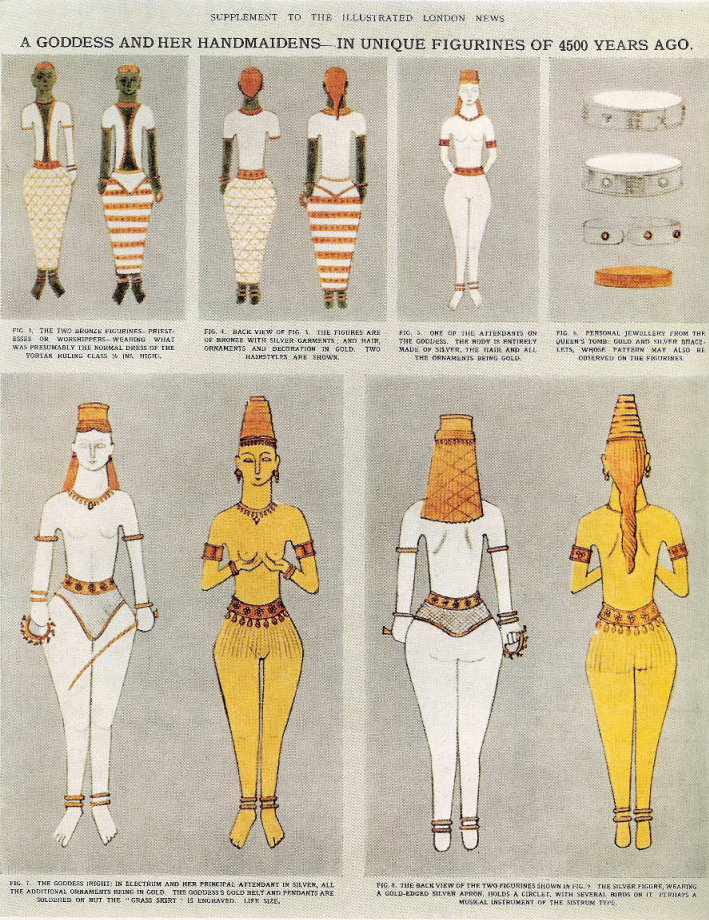 SUPPLEMENT TO THE ILLUSTRATED LONDON NEWS
A GODDESS AND HER HANDMAIDENS—IN UNIQUE FIGURINES OF 4500 YEARS AGO.
FIG. 3. THE TWO BRONZE FIGURINES—PRIEST-
ESSES OR WORSHIPPERS—WEARING WHAT
WAS PRESUMABLY THE NORMAL DRESS OF THE
YORTAN RULING CLASS INS. HIGH).
FIG. 4. BACK VIEW OF FIG. 3. THE FIGURES ARE
OF BRONZE WITH SILVER GARMENTS; AND HAIR,
ORNAMENTS AND DECORATION IN GOLD. TWO
HAIRSTYLES ARE SHOWN.
FIG. 5. ONE OF THE ATTENDANTS ON
THE GODDESS. THE BODY IS ENTIRELY
MADE OF SILVER, THE HAIR AND ALL
THE ORNAMENTS BEING GOLD.
FIG. 6. PERSONAL JEWELLERY FROM THE
QUEEN'S TOMB: GOLD AND SILVER BRACE-
LETS, WHOSE PATTERN MAY ALSO BE
OBSERVED ON THE FIGURINES.
FIG. 7. THE GODDESS (RIGHT) IN ELECTRUM AND HER PRINCIPAL ATTENDANT IN SILVER, ALL
THE ADDITIONAL ORNAMENTS BEING IN GOLD. THE GODDESS'S GOLD BELT AND PENDANTS ARE
SOLDERED ON BUT THE "GRASS SKIRT" IS ENGRAVED. LIFE SIZE.
FIG. 8. THE BACK VIEW OF THE TWO FIGURINES SHOWN IN FIG. THE SILVER FIGURE, WEARING
A GOLD-EDGED SILVER APRON, HOLDS A CIRCLET, WITH SEVERAL BIRDS ON IT PERHAPS A
MUSICAL INSTRUMENT OF THE SISTRUM TYPE.